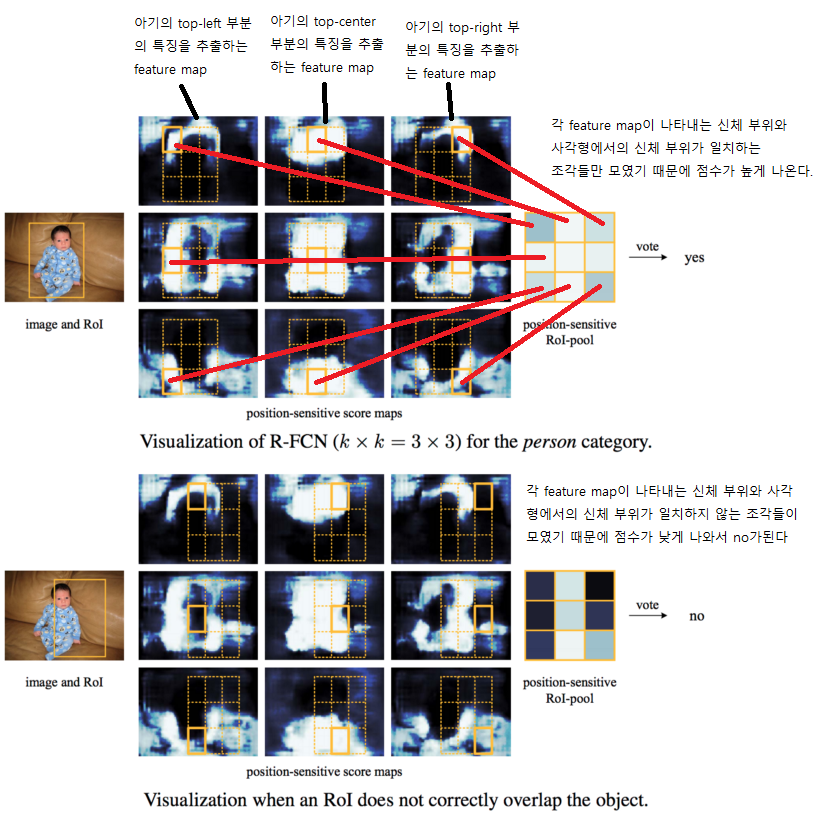 아기의 top-left 부분
의 특징을 추출하는
feature map
아기의 top-center
부분의 특징을 추출
하는 feature map
아기의 top-right 부
분의 특징을 추출하
는 feature map
각 feature map이 나타내는 신체 부위와
사각형에서의 신체 부위가 일치하는
조각들만 모였기 때문에 점수가 높게 나온다.
vote
yes
image and RoI
position-sensitive
RoI-pool
position-sensitive score maps
Visualization of R-FCN (k × k = 3 × 3) for the person category.
각 feature map이 나타내는 신체 부위와 사각
형에서의 신체 부위가 일치하지 않는 조각들이
모였기 때문에 점수가 낮게 나와서 no가된다
vote
no
image and RoI
position-sensitive
RoI-pool
position-sensitive score maps
Visualization when an RoI does not correctly overlap the object.